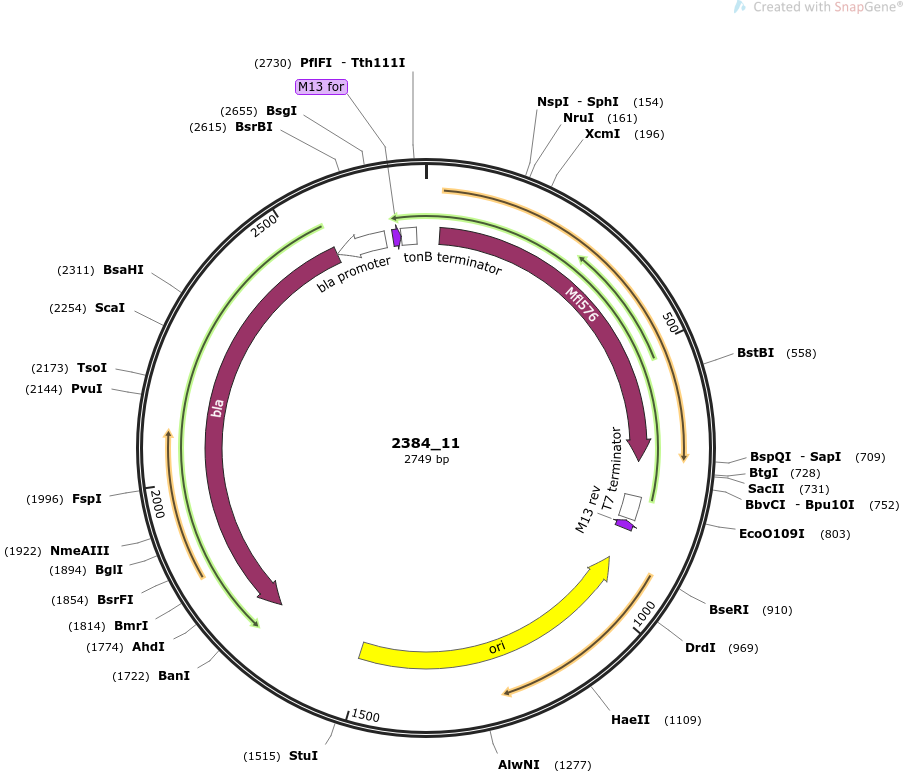 Created with SnapGene®
(2730) PflFI - Tth111I
M13 for
(2655) BsgI
(2615) BsrBI
NspI - SphI (154)
NruI (161)
XcmI (196)
2500
bla promoter
tonB terminator
Mfl576
500
(2311) BsaHI
(2254) ScaI
(2173) TsoI
(2144) PvuI
BstBI (558)
bla
2384_11
2749 bp
T7 terminator
M13 rev
BspQI - SapI (709)
BtgI (728)
SacII (731)
BbvCI - Bpu10I (752)
EcoO109I (803)
(1996) FspI
2000
(1922) NmeAIII
(1894) BglI
(1854) BsrFI
(1814) BmrI
(1774) AhdI
(1722) BanI
BseRI (910)
1000
DrdI (969)
ori
HaeII (1109)
1500
(1515) StuI
AlwNI (1277)